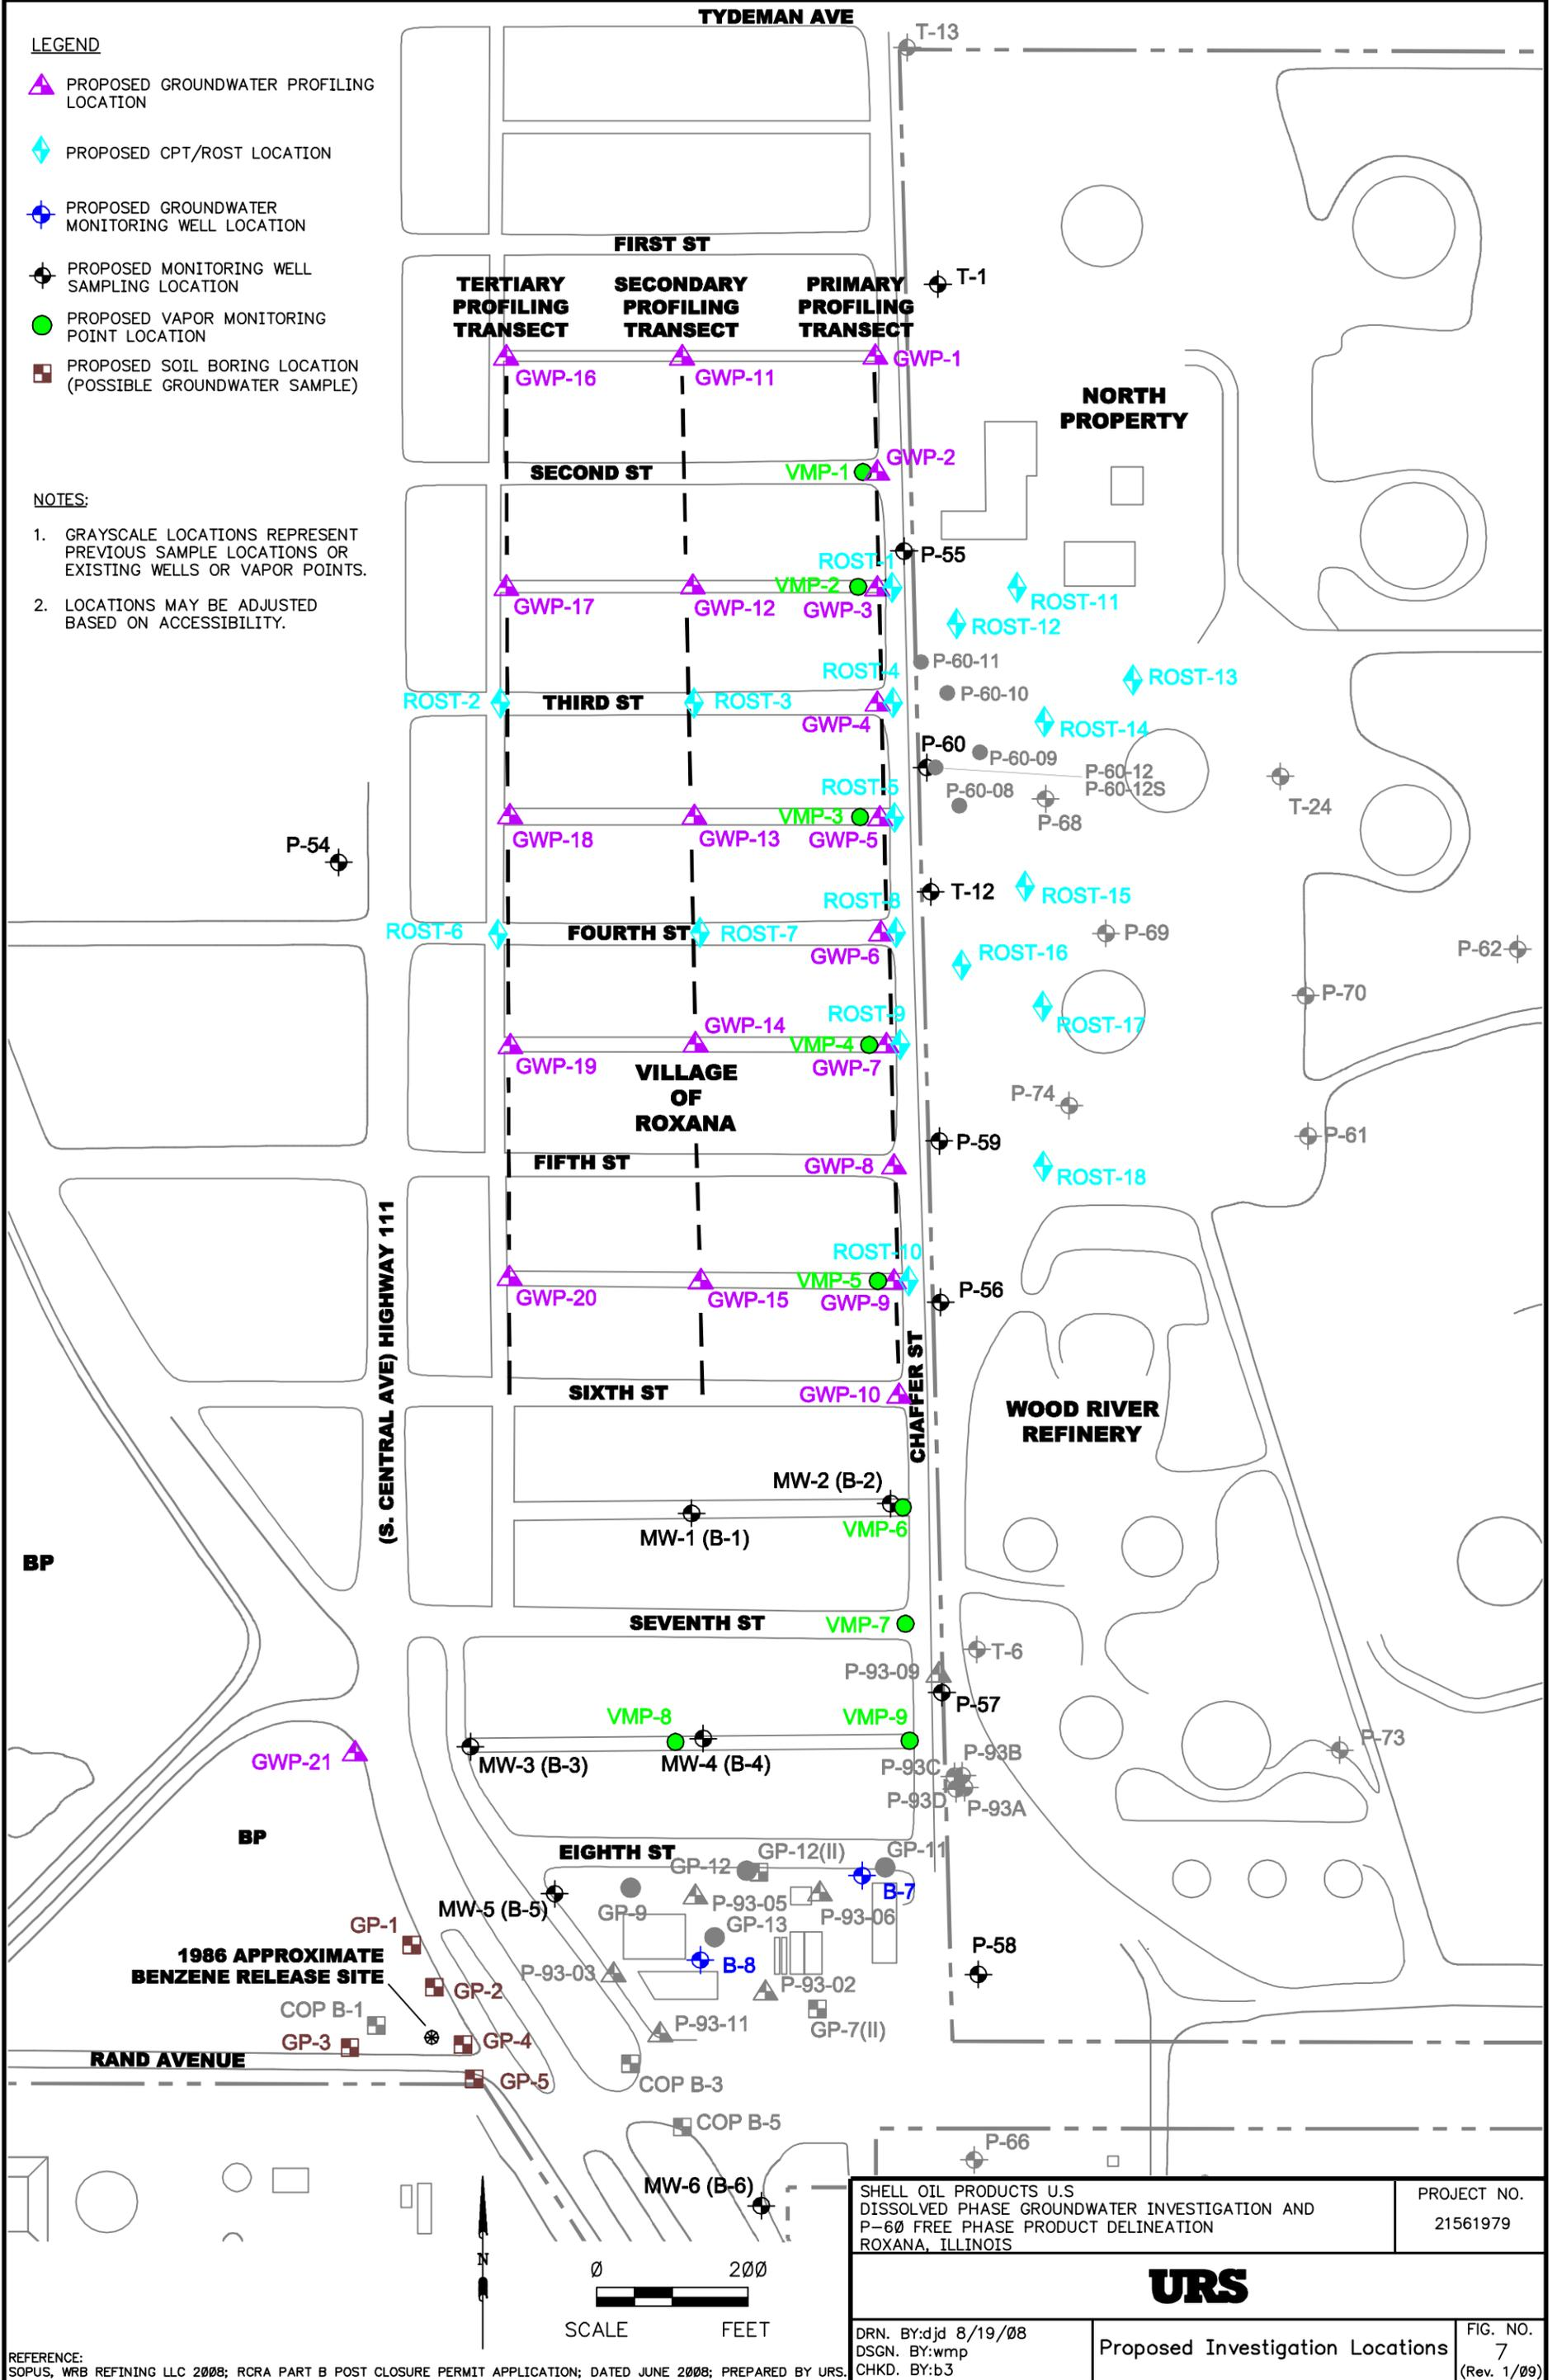 TYDEMAN AVE
LEGEND
PROPOSED GROUNDWATER PROFILING
LOCATION
PROPOSED CPT/ROST LOCATION
PROPOSED GROUNDWATER
MONITORING WELL LOCATION
PROPOSED MONITORING WELL
SAMPLING LOCATION
PROPOSED VAPOR MONITORING
POINT LOCATION
PROPOSED SOIL BORING LOCATION
(POSSIBLE GROUNDWATER SAMPLE)
NOTES:
1. GRAYSCALE LOCATIONS REPRESENT
PREVIOUS SAMPLE LOCATIONS OR
EXISTING WELLS OR VAPOR POINTS.
2. LOCATIONS MAY BE ADJUSTED
BASED ON ACCESSIBILITY.
T-13
FIRST ST
T-1
TERTIARY
PROFILING
TRANSECT
SECONDARY
PROFILING
TRANSECT
PRIMARY
PROFILING
TRANSECT
GWP-16
GWP-11
GWP-1
NORTH
PROPERTY
SECOND ST
VMP-1
GWP-2
P-55
ROST-1
VMP-2
GWP-17
GWP-12
GWP-3
ROST-11
ROST-12
P-60-11
P-60-10
ROST-13
ROST-4
ROST-2
THIRD ST
ROST-3
GWP-4
ROST-14
P-60
P-60-09
P-60-12
P-60-12S
P-60-08
P-68
T-24
ROST-5
VMP-3
GWP-18
GWP-13
GWP-5
P-54
T-12
ROST-15
ROST-8
ROST-6
FOURTH ST
ROST-7
GWP-6
P-69
ROST-16
P-62
P-70
ROST-9
ROST-17
GWP-14
VMP-4
GWP-19
GWP-7
VILLAGE
OF
ROXANA
P-74
P-59
P-61
FIFTH ST
GWP-8
ROST-18
(S. CENTRAL AVE) HIGHWAY 111
ROST-10
VMP-5
GWP-20
GWP-15
GWP-9
P-56
CHAFFER ST
SIXTH ST
GWP-10
WOOD RIVER
REFINERY
MW-2 (B-2)
MW-1 (B-1)
VMP-6
BP
SEVENTH ST
VMP-7
T-6
P-93-09
P-57
VMP-8
VMP-9
GWP-21
MW-3 (B-3)
MW-4 (B-4)
P-93C
P-93B
P-93D
P-93A
P-73
BP
EIGHTH ST
GP-12
GP-12(II)
GP-11
B-7
MW-5 (B-5)
GP-9
P-93-05
P-93-06
GP-13
GP-1
1986 APPROXIMATE
BENZENE RELEASE SITE
B-8
P-58
P-93-03
P-93-02
GP-2
COP B-1
GP-7(II)
P-93-11
GP-3
GP-4
RAND AVENUE
GP-5
COP B-3
COP B-5
P-66
MW-6 (B-6)
N
0 200
SCALE FEET
SHELL OIL PRODUCTS U.S
DISSOLVED PHASE GROUNDWATER INVESTIGATION AND
P-60 FREE PHASE PRODUCT DELINEATION
ROXANA, ILLINOIS
PROJECT NO.
21561979
URS
DRN. BY:djd 8/19/08
DSGN. BY:wmp
CHKD. BY:b3
Proposed Investigation Locations
FIG. NO.
7
(Rev. 1/09)
REFERENCE:
SOPUS, WRB REFINING LLC 2008; RCRA PART B POST CLOSURE PERMIT APPLICATION; DATED JUNE 2008; PREPARED BY URS.